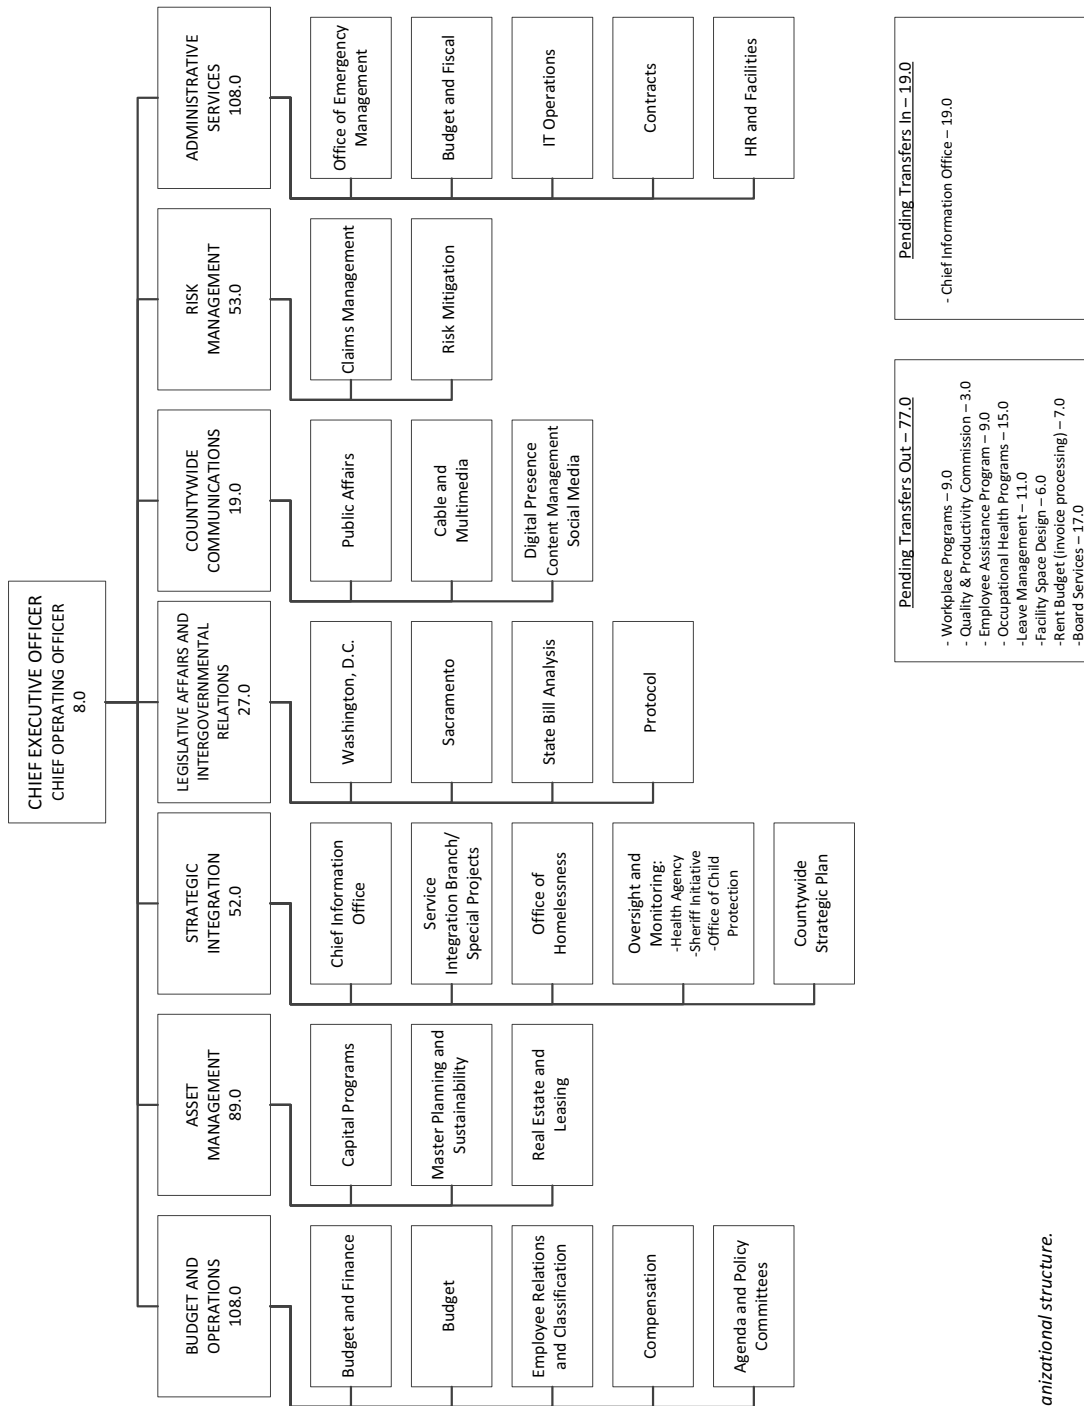 CHIEF EXECUTIVE OFFICER
CHIEF OPERATING OFFICER
8.0
BUDGET AND
OPERATIONS
108.0
Budget and Finance
Budget
Employee Relations
and Classification
Compensation
Agenda and Policy
Committees
ASSET
MANAGEMENT
89.0
Capital Programs
Master Planning and
Sustainability
Real Estate and
Leasing
STRATEGIC
INTEGRATION
52.0
Chief Information
Office
Service
Integration Branch/
Special Projects
Office of
Homelessness
Oversight and
Monitoring:
-Health Agency
-Sheriff Initiative
-Office of Child
Protection
Countywide
Strategic Plan
LEGISLATIVE AFFAIRS AND
INTERGOVERNMENTAL
RELATIONS
27.0
Washington, D.C.
Sacramento
State Bill Analysis
Protocol
COUNTYWIDE
COMMUNICATIONS
19.0
Public Affairs
Cable and
Multimedia
Digital Presence
Content Management
Social Media
RISK
MANAGEMENT
53.0
Claims Management
Risk Mitigation
ADMINISTRATIVE
SERVICES
108.0
Office of Emergency
Management
Budget and Fiscal
IT Operations
Contracts
HR and Facilities
anizational structure.
Pending Transfers Out – 77.0
- Workplace Programs – 9.0
- Quality & Productivity Commission – 3.0
- Employee Assistance Program – 9.0
- Occupational Health Programs – 15.0
-Leave Management – 11.0
-Facility Space Design – 6.0
-Rent Budget (invoice processing) – 7.0
-Board Services – 17.0
Pending Transfers In – 19.0
- Chief Information Office – 19.0